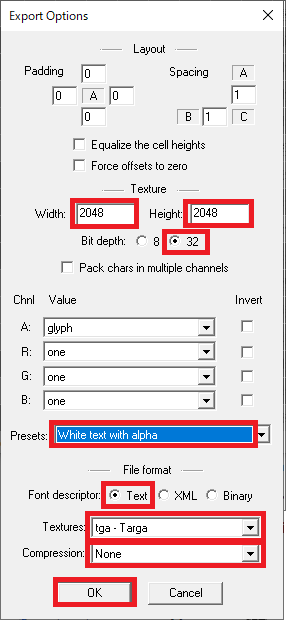 Export Options
Layout
Padding 0 Spacing A
0 A 0 1
0 B 1 C
Equalize the cell heights
Force offsets to zero
Texture
Width: 2048 Height: 2048
Bit depth: 8 32
Pack chars in multiple channels
Chnl Value Invert
A: glyph
R: one
G: one
B: one
Presets: White text with alpha
File format
Font descriptor: Text XML Binary
Textures: tga - Targa
Compression: None
OK Cancel